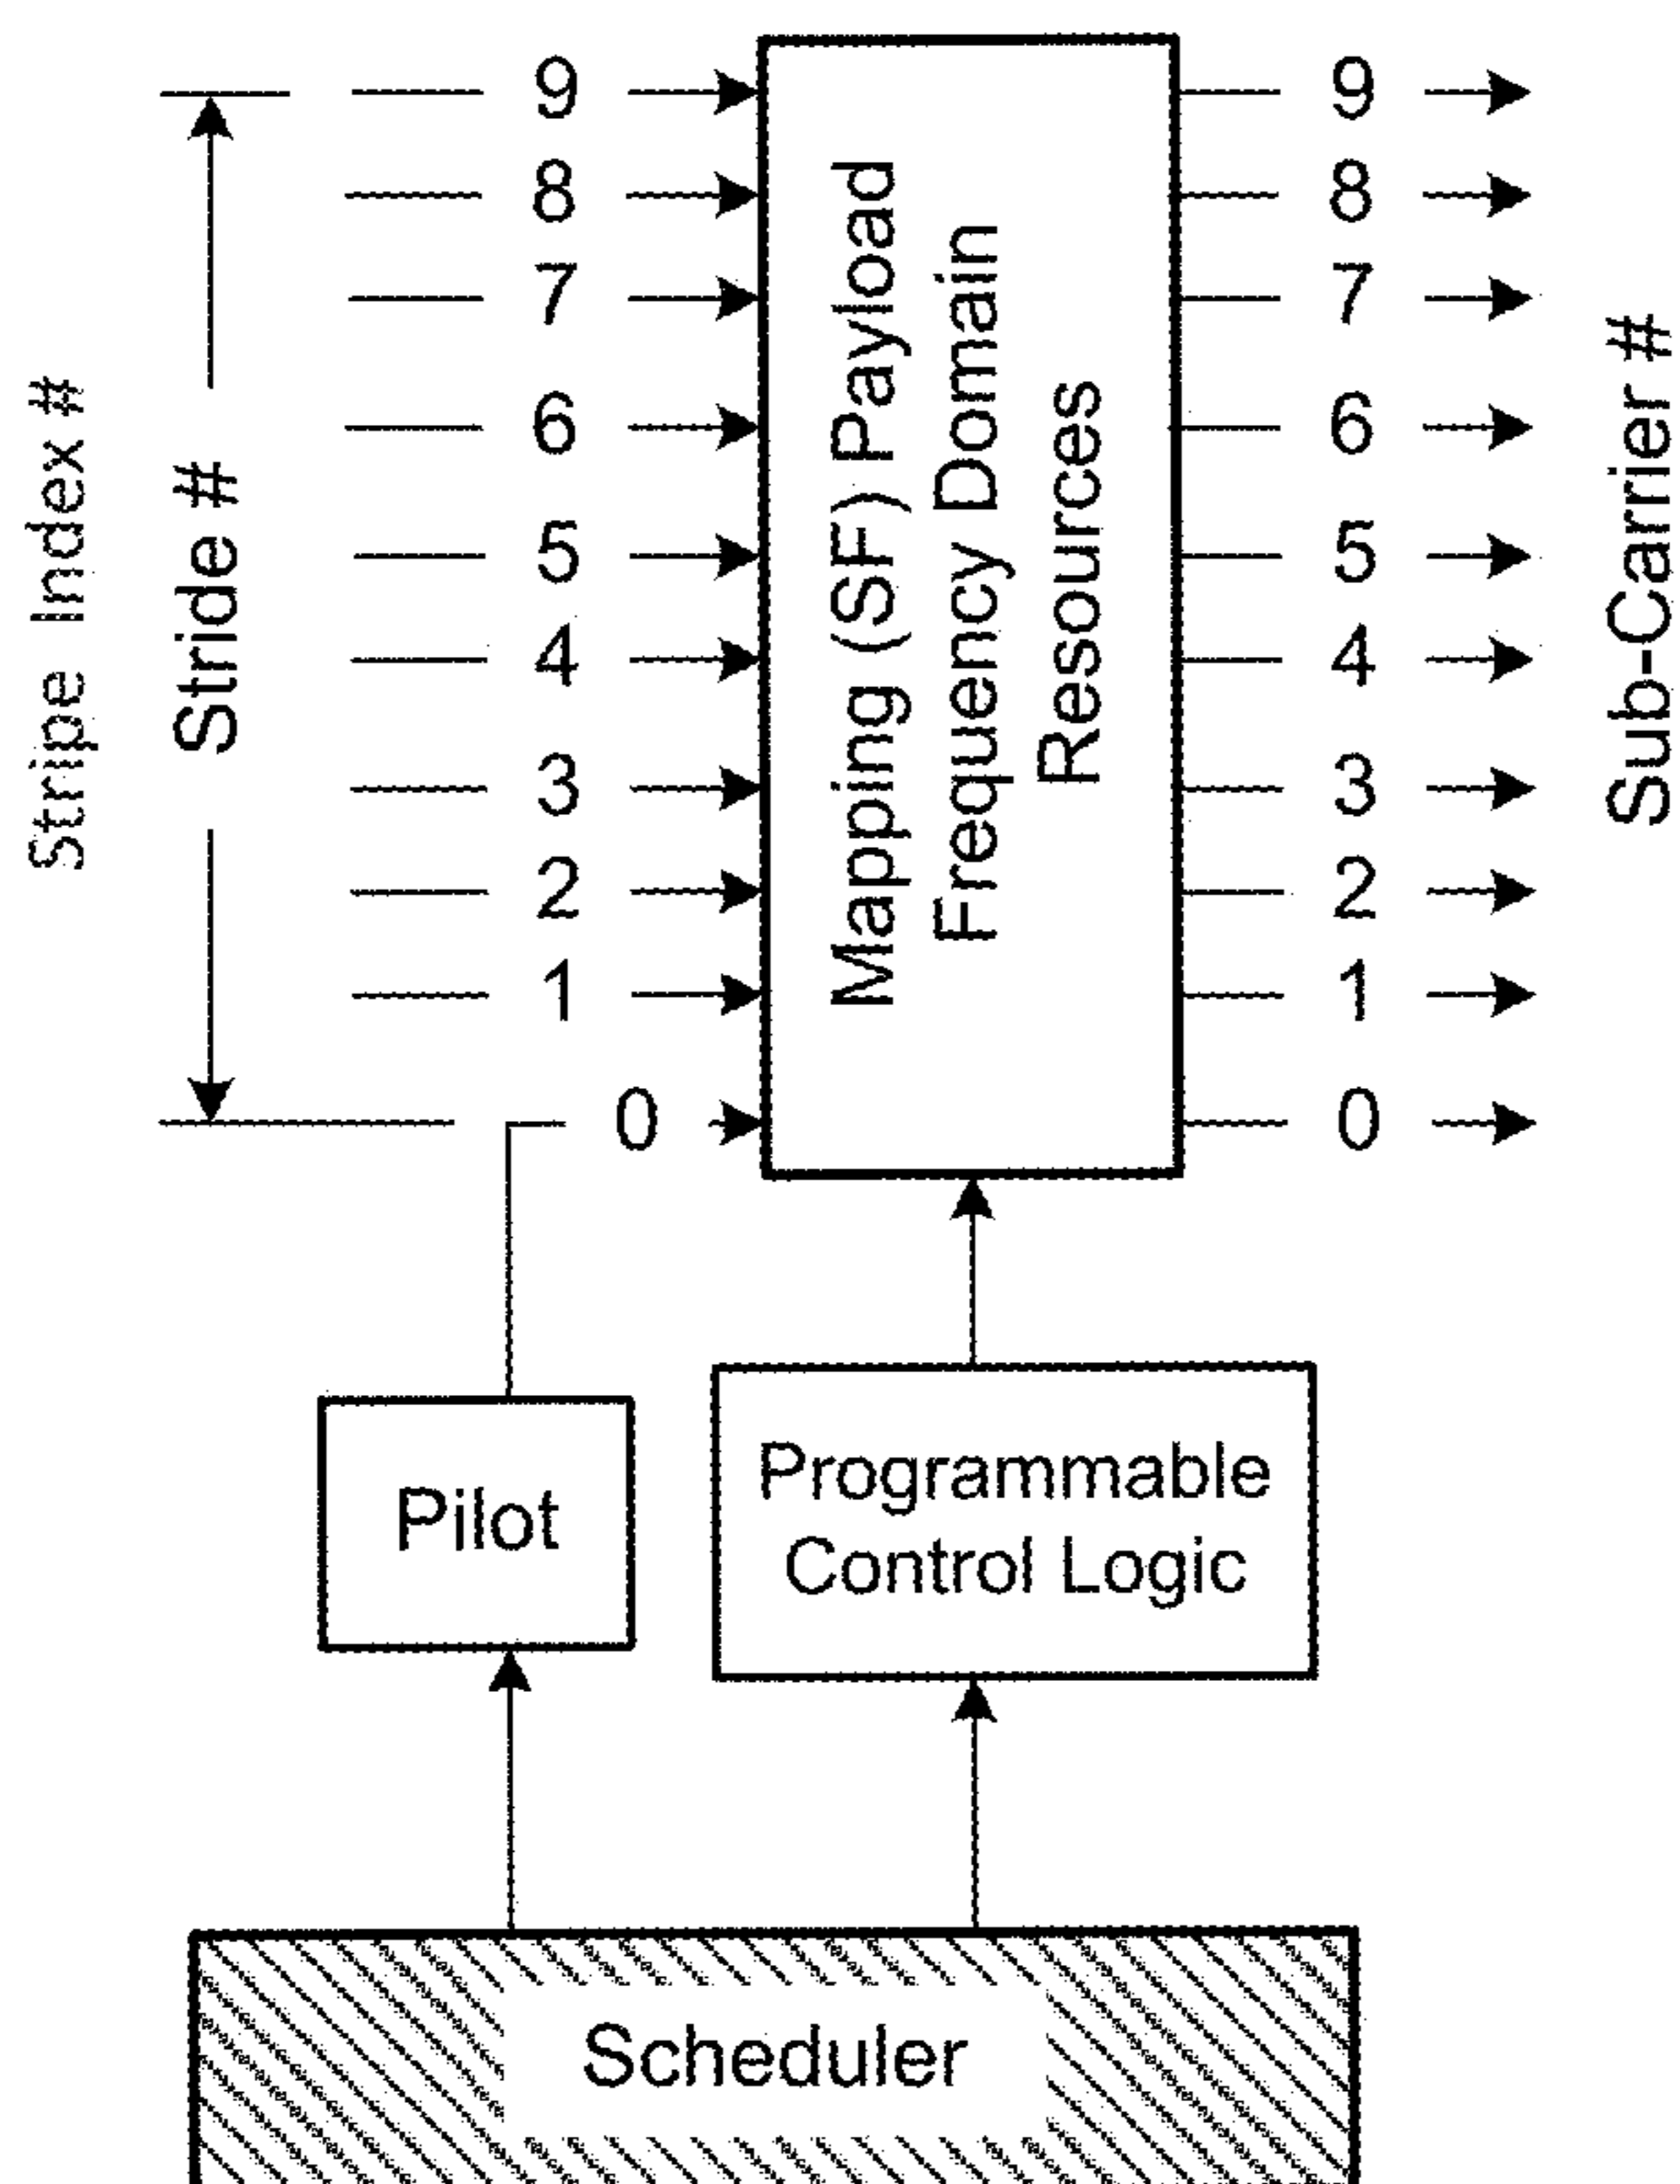 Stripe Index #
Stride #
9
8
7
6
5
4
3
2
1
0
Mapping (SF) Payload
Frequency Domain
Resources
9
8
7
6
5
4
3
2
1
0
Sub-Carrier #
Pilot
Programmable
Control Logic
Scheduler